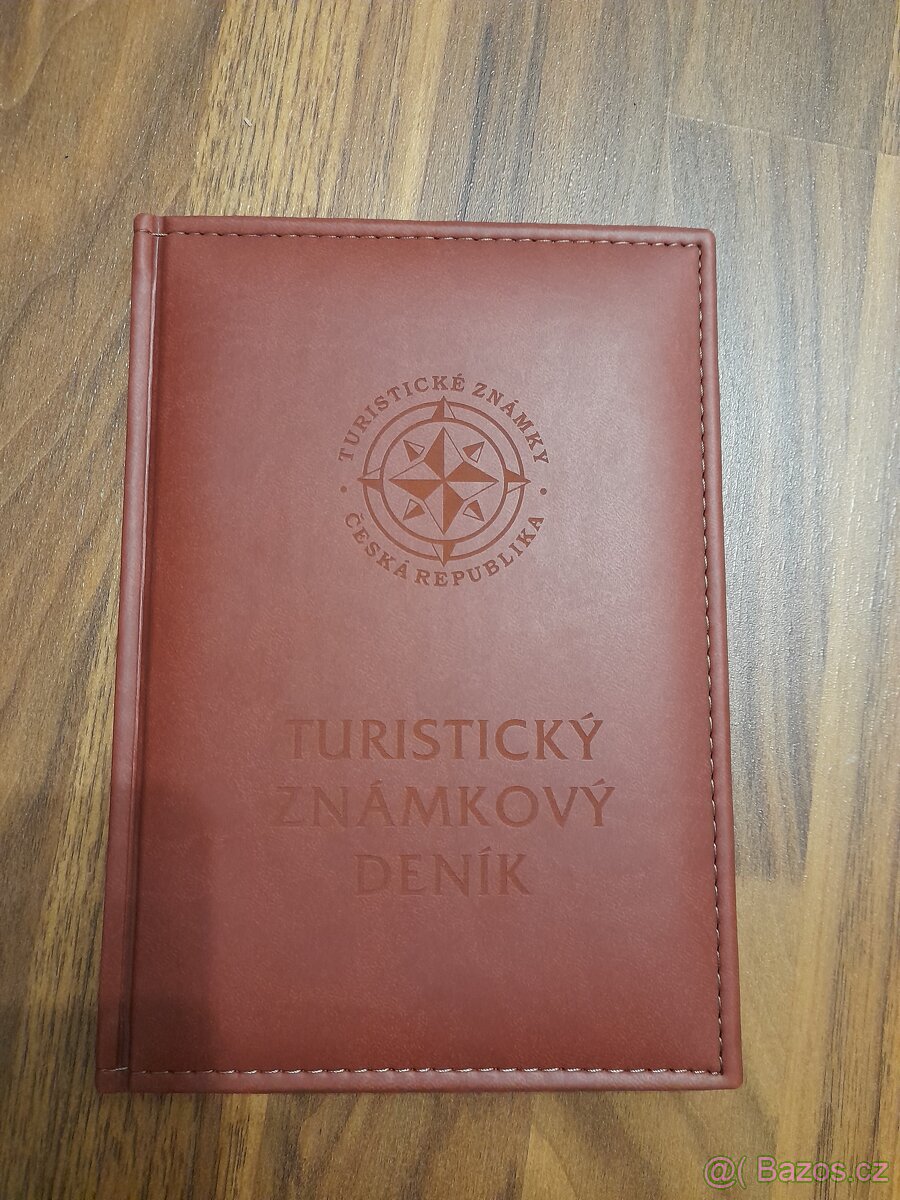 TURISTICKÉ ZNÁMKY
ČESKÁ REPUBLIKA
TURISTICKÝ
ZNÁMKOVÝ
DENÍK
@( Bazos.cz